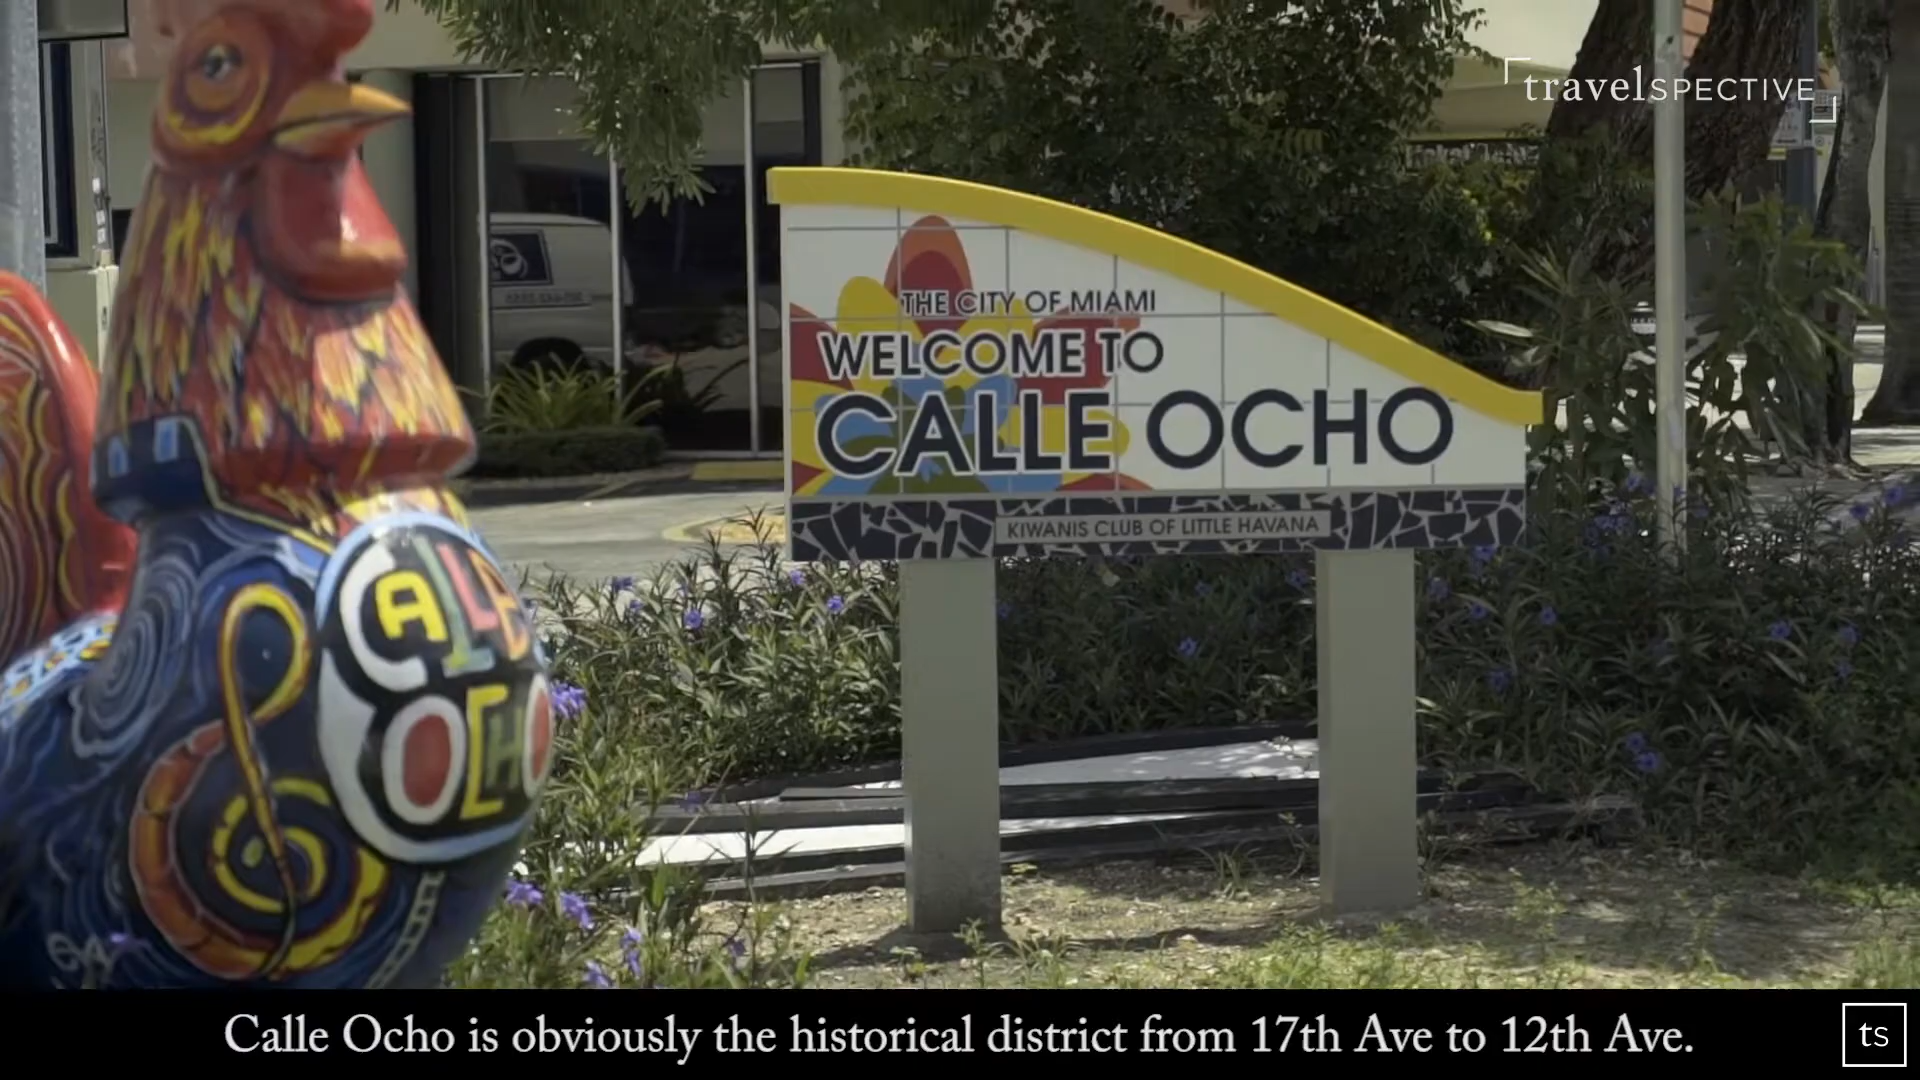 travelSPECTIVE
THE CITY OF MIAMI
WELCOME TO
CALLE OCHO
KIWANIS CLUB OF LITTLE HAVANA
CALLE
OCHO
Calle Ocho is obviously the historical district from 17th Ave to 12th Ave.
ts